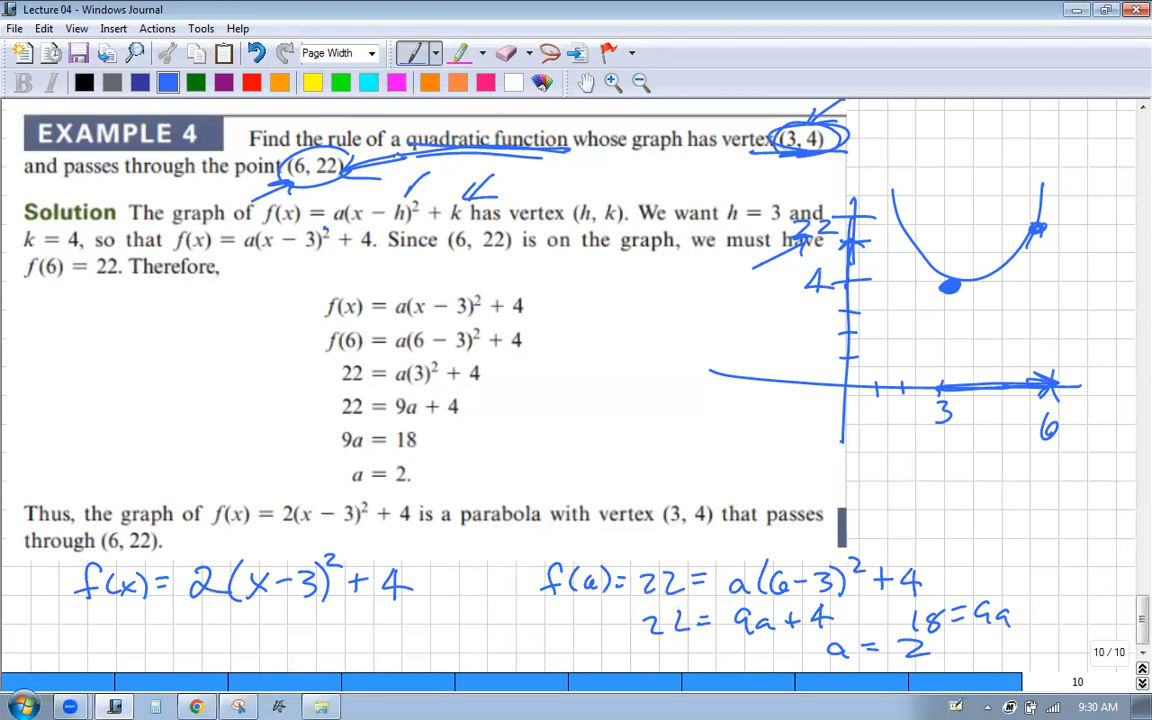 Lecture 04 - Windows Journal
File Edit View Insert Actions Tools Help
Page Width
B I
EXAMPLE 4 Find the rule of a quadratic function whose graph has vertex (3, 4)
and passes through the point (6, 22).
Solution The graph of f(x) = a(x − h)² + k has vertex (h, k). We want h = 3 and
k = 4, so that f(x) = a(x − 3)² + 4. Since (6, 22) is on the graph, we must have
f(6) = 22. Therefore,
f(x) = a(x − 3)² + 4
f(6) = a(6 − 3)² + 4
22 = a(3)² + 4
22 = 9a + 4
9a = 18
a = 2.
Thus, the graph of f(x) = 2(x − 3)² + 4 is a parabola with vertex (3, 4) that passes
through (6, 22).
22
4
3
6
f(x) = 2(x-3)² + 4
f(6) = 22 = a(6-3)² + 4
22 = 9a + 4 18 = 9a
a = 2
10 / 10
10
9:30 AM